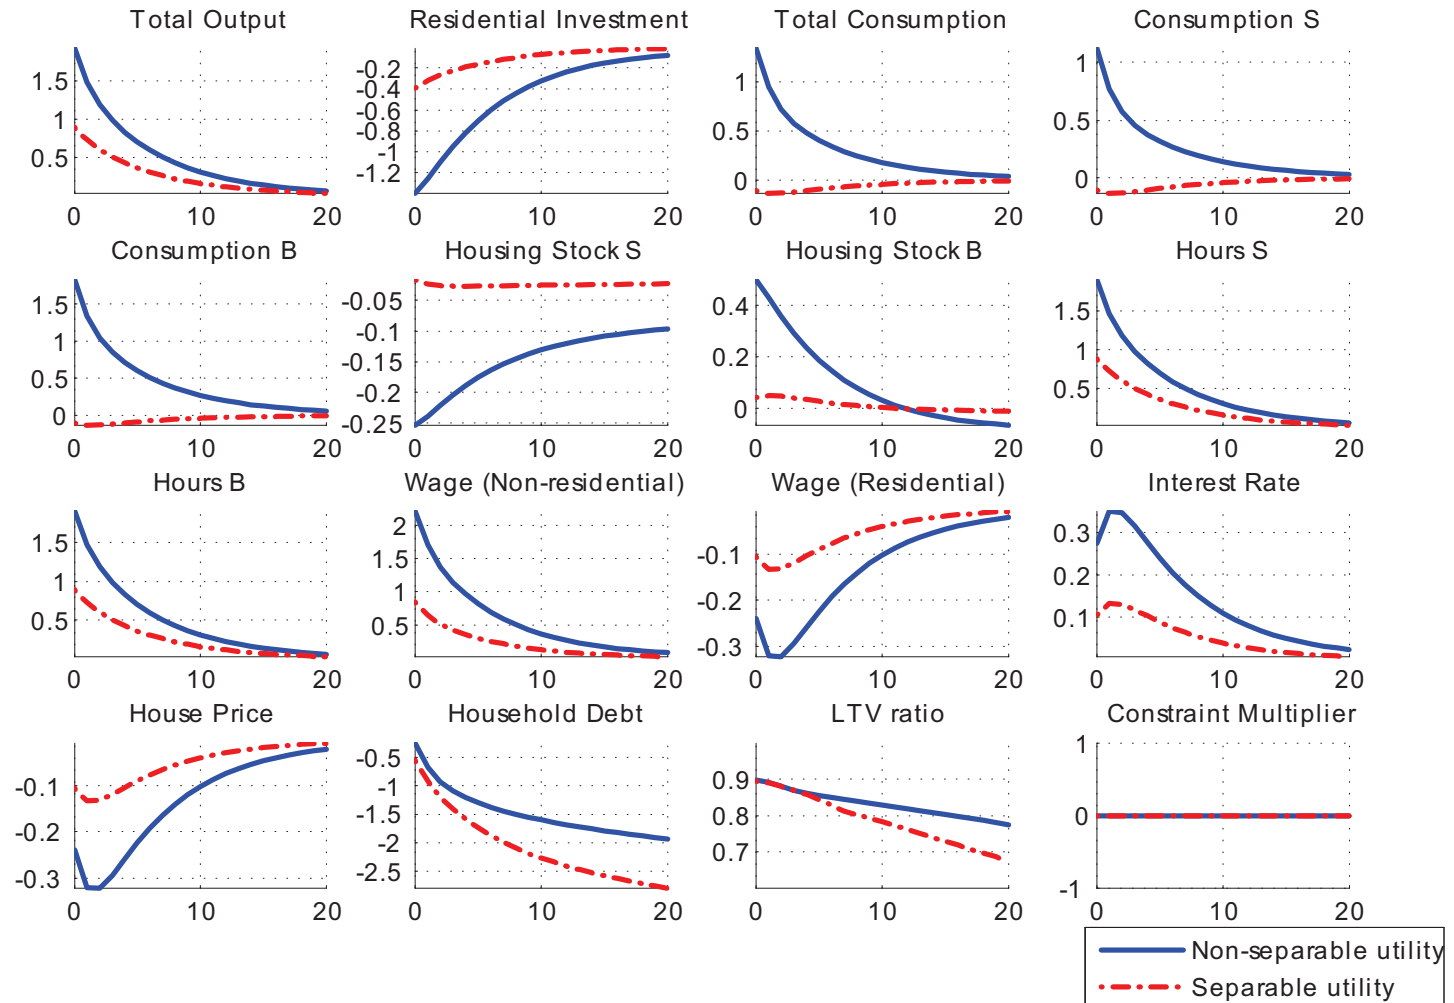 Total Output
Residential Investment
Total Consumption
Consumption S
1.5
1
0.5
0 10 20
-0.2
-0.4
-0.6
-0.8
-1
-1.2
0 10 20
1
0.5
0
0 10 20
1
0.5
0
0 10 20
Consumption B
Housing Stock S
Housing Stock B
Hours S
1.5
1
0.5
0
0 10 20
-0.05
-0.1
-0.15
-0.2
-0.25
0 10 20
0.4
0.2
0
0 10 20
1.5
1
0.5
0 10 20
Hours B
Wage (Non-residential)
Wage (Residential)
Interest Rate
1.5
1
0.5
0 10 20
2
1.5
1
0.5
0 10 20
-0.1
-0.2
-0.3
0 10 20
0.3
0.2
0.1
0 10 20
House Price
Household Debt
LTV ratio
Constraint Multiplier
-0.1
-0.2
-0.3
0 10 20
-0.5
-1
-1.5
-2
-2.5
0 10 20
0.9
0.8
0.7
0 10 20
1
0
-1
0 10 20
Non-separable utility
Separable utility